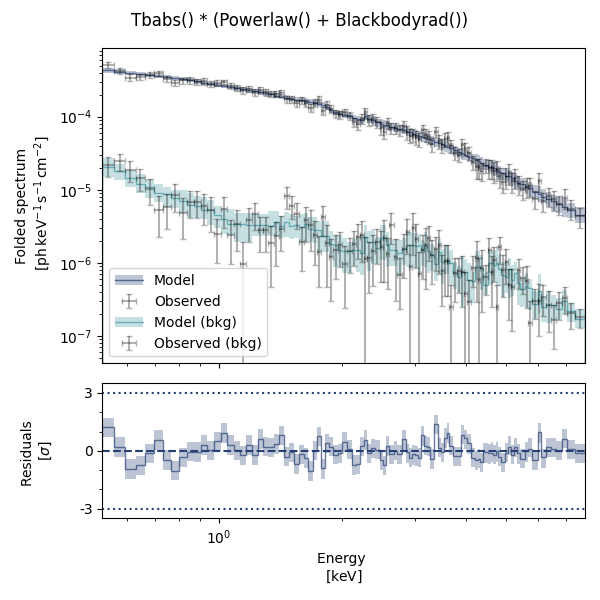 Tbabs() * (Powerlaw() + Blackbodyrad())
Folded spectrum
[ph keV⁻¹ s⁻¹ cm⁻²]
10⁻⁴
10⁻⁵
10⁻⁶
10⁻⁷
Model
Observed
Model (bkg)
Observed (bkg)
Residuals
[σ]
3
0
-3
10⁰
Energy
[keV]